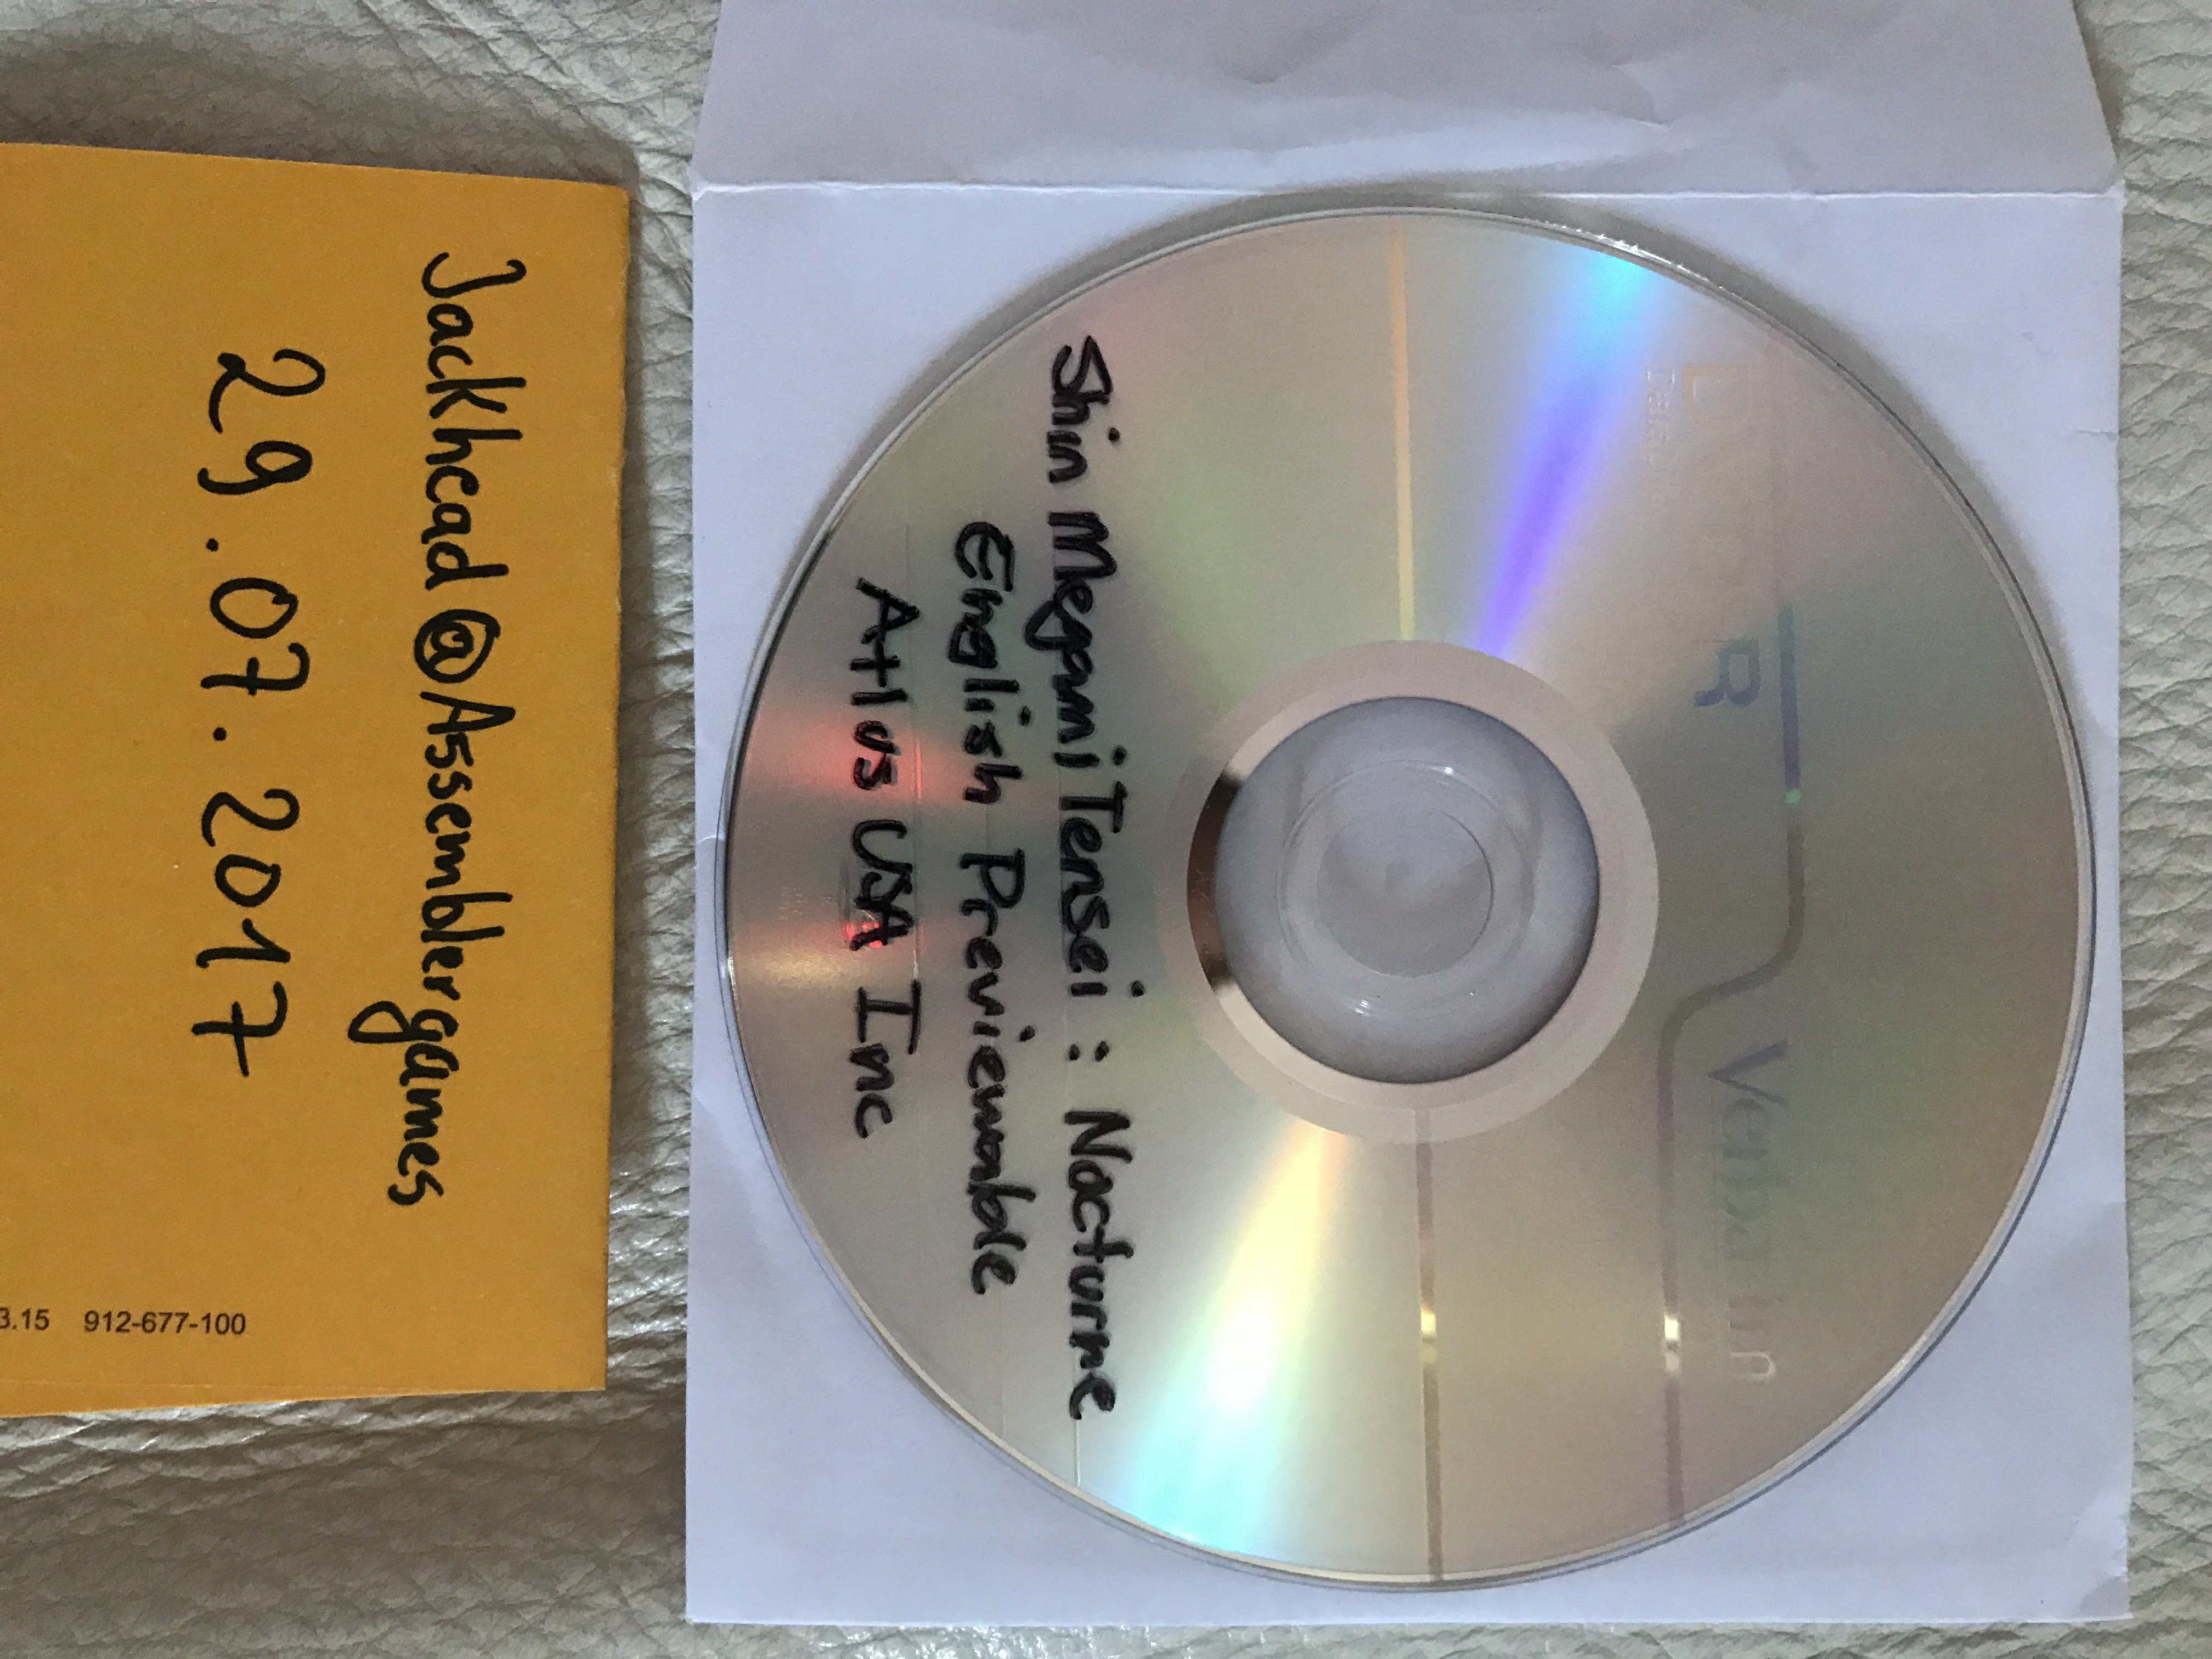 Jackhead@Assemblergames
29.07.2017
3.15 912-677-100
R
Verbatim
Shin Megami Tensei: Nocturne
English Previewable
Atlus USA Inc